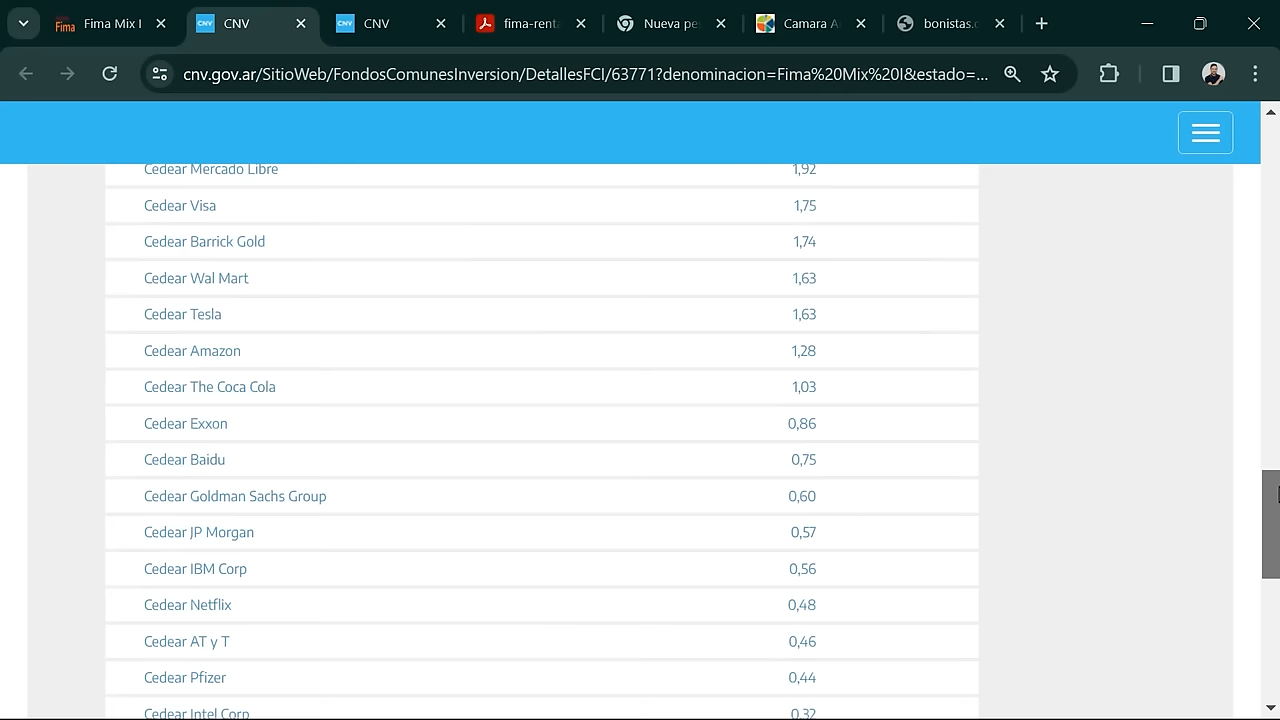 Fima Mix I
CNV
CNV
fima-rent
Nueva pe
Camara A
bonistas.
cnv.gov.ar/SitioWeb/FondosComunesInversion/DetallesFCI/63771?denominacion=Fima%20Mix%20I&estado=...
Cedear Mercado Libre 1,92
Cedear Visa 1,75
Cedear Barrick Gold 1,74
Cedear Wal Mart 1,63
Cedear Tesla 1,63
Cedear Amazon 1,28
Cedear The Coca Cola 1,03
Cedear Exxon 0,86
Cedear Baidu 0,75
Cedear Goldman Sachs Group 0,60
Cedear JP Morgan 0,57
Cedear IBM Corp 0,56
Cedear Netflix 0,48
Cedear AT y T 0,46
Cedear Pfizer 0,44
Cedear Intel Corp 0,32